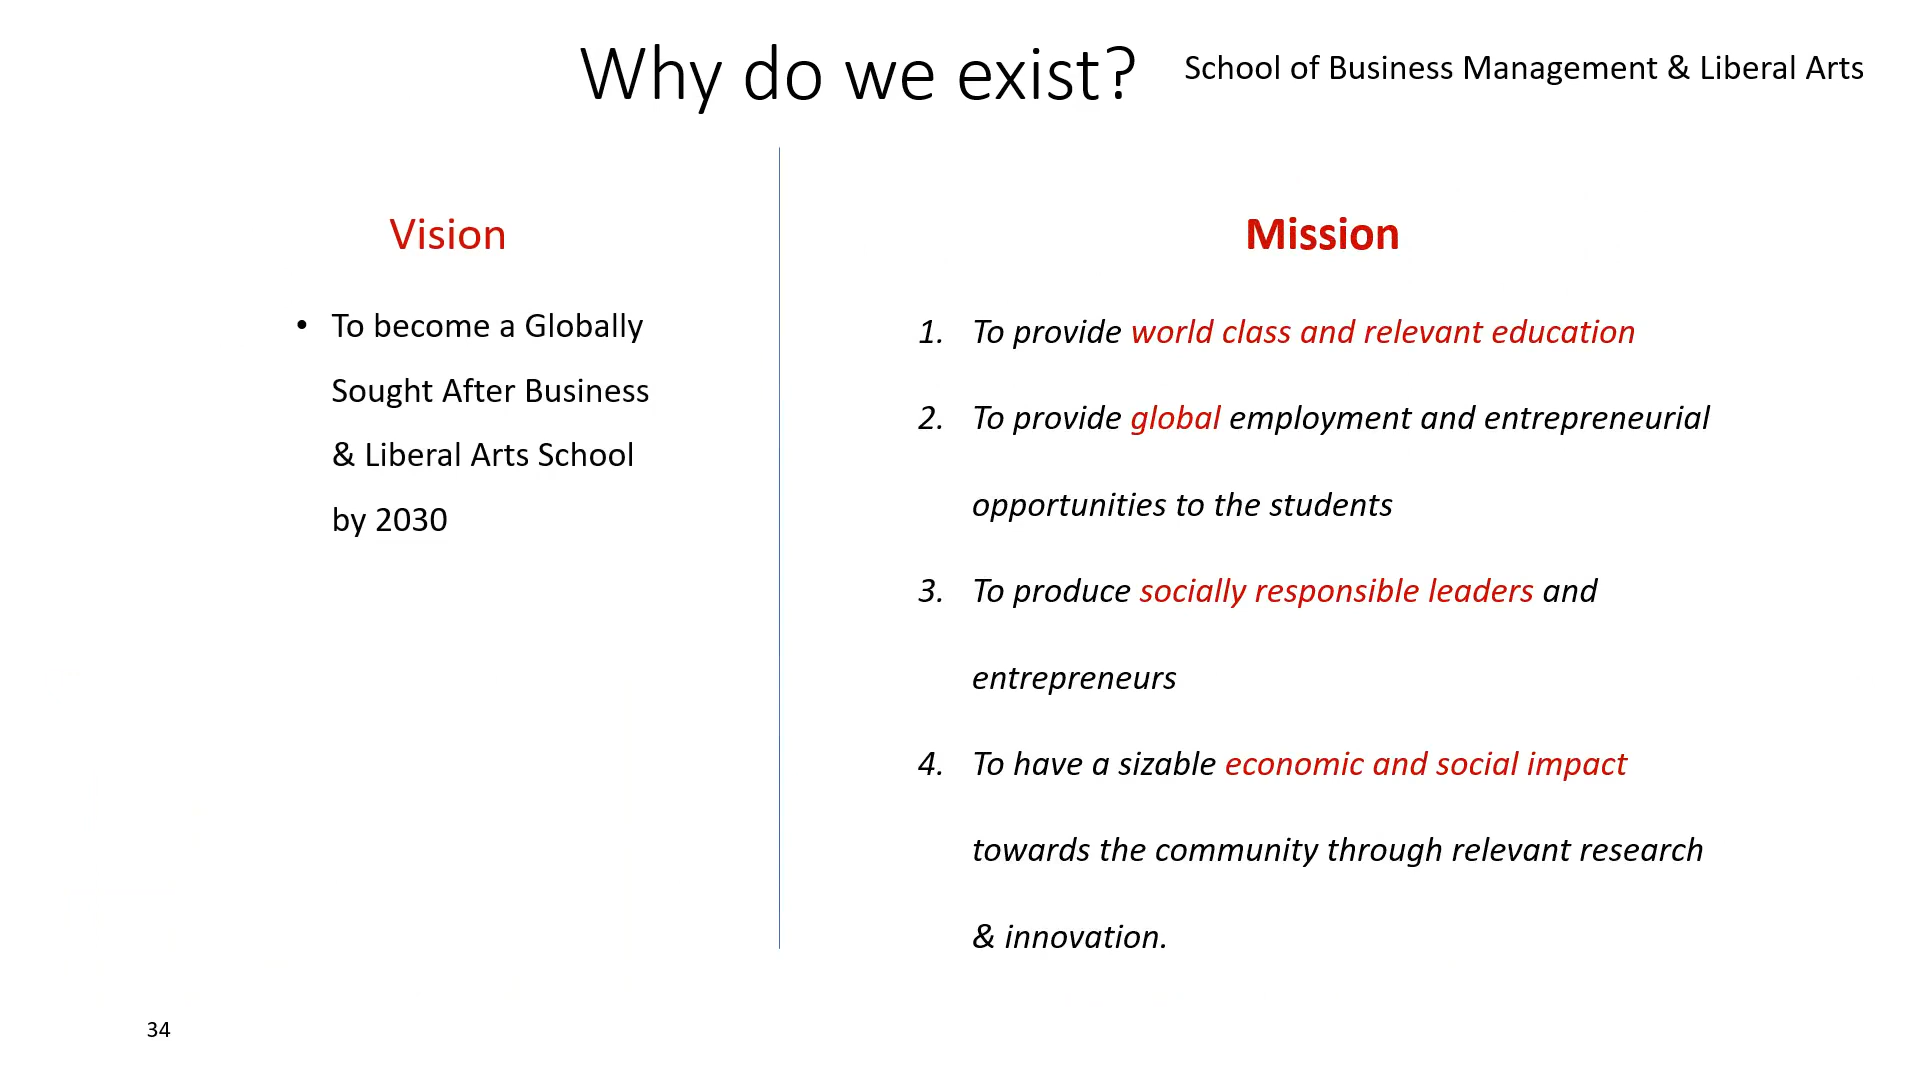 Why do we exist?
School of Business Management & Liberal Arts
Vision
• To become a Globally
Sought After Business
& Liberal Arts School
by 2030
Mission
1. To provide world class and relevant education
2. To provide global employment and entrepreneurial
opportunities to the students
3. To produce socially responsible leaders and
entrepreneurs
4. To have a sizable economic and social impact
towards the community through relevant research
& innovation.
34